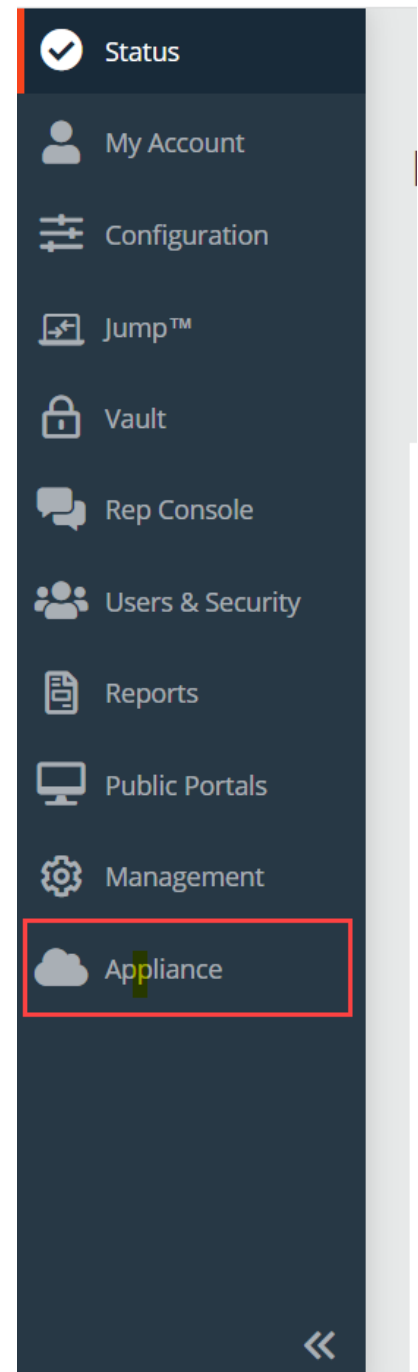 Status
My Account
Configuration
Jump™
Vault
Rep Console
Users & Security
Reports
Public Portals
Management
Appliance